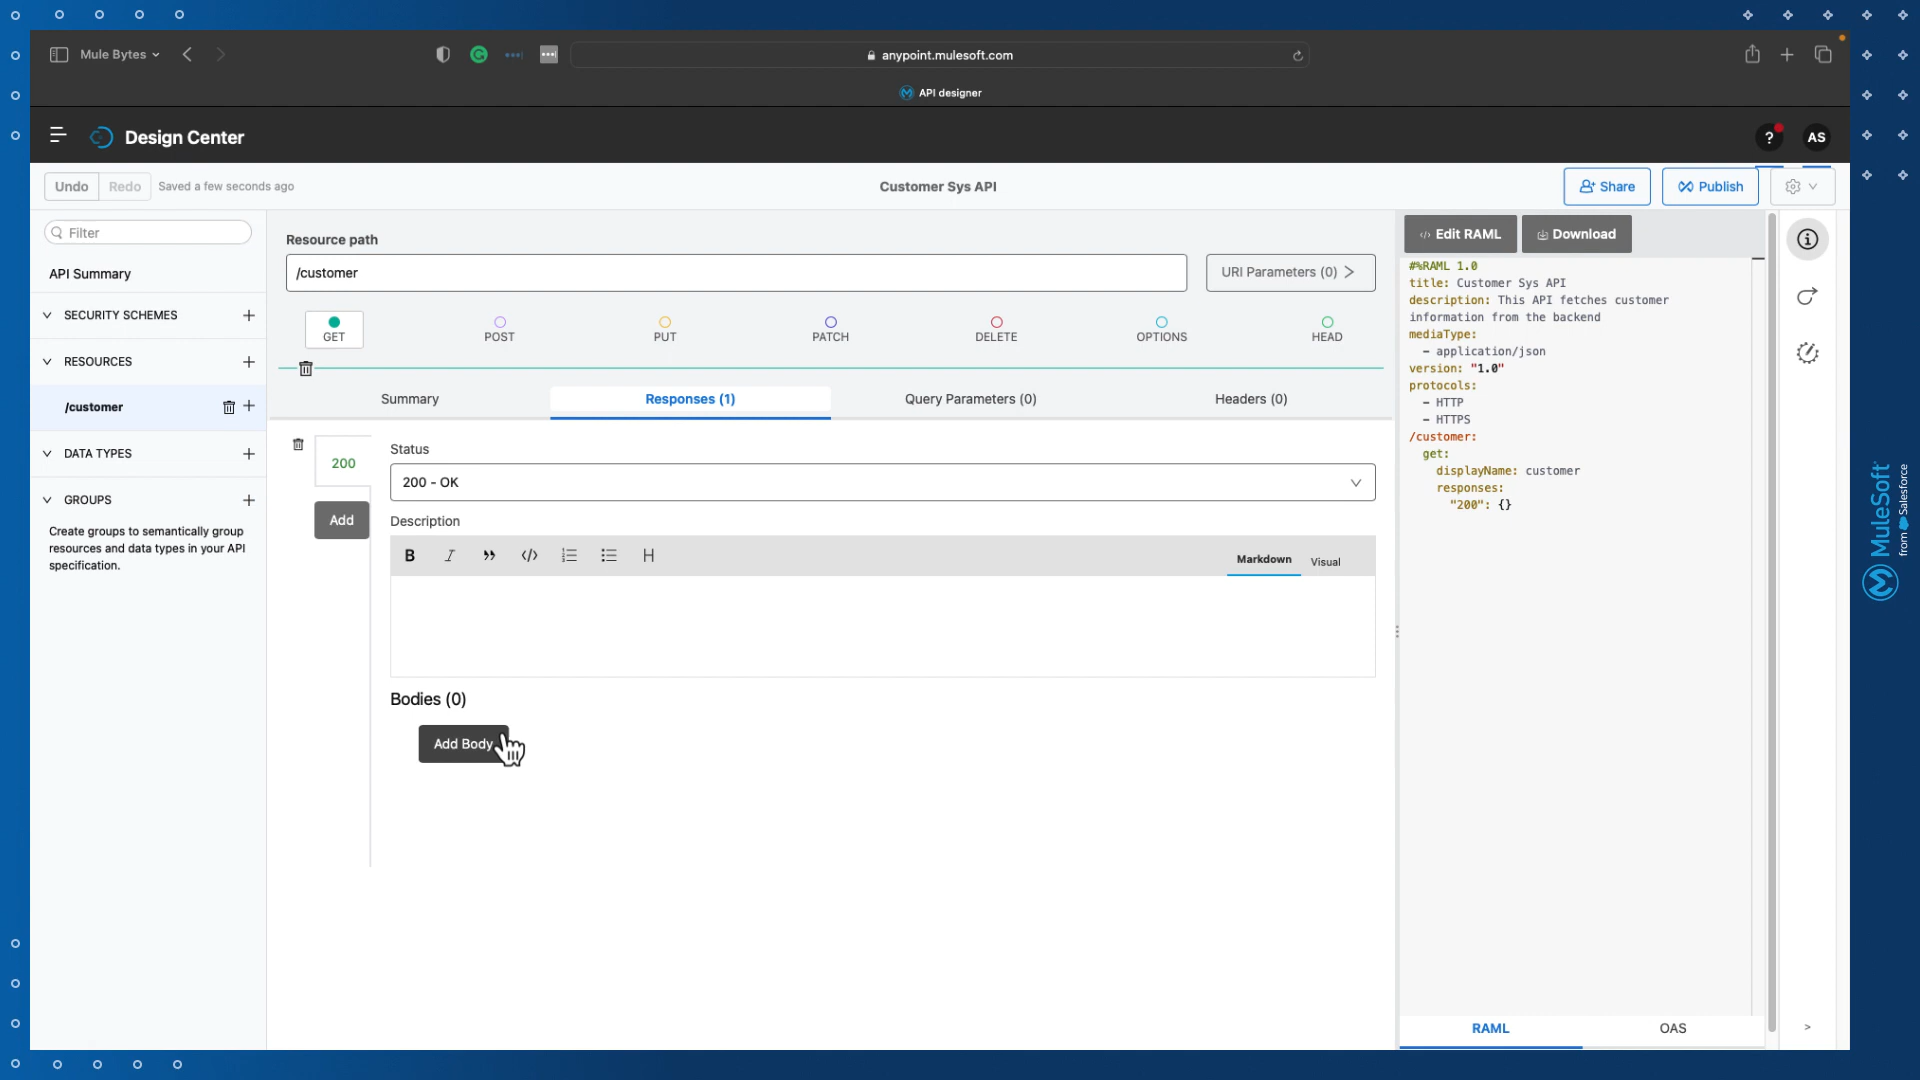 Mule Bytes
anypoint.mulesoft.com
API designer
Design Center
?
AS
Undo
Redo
Saved a few seconds ago
Customer Sys API
Share
Publish
Filter
API Summary
SECURITY SCHEMES
RESOURCES
/customer
DATA TYPES
GROUPS
Create groups to semantically group
resources and data types in your API
specification.
Resource path
/customer
URI Parameters (0) >
GET
POST
PUT
PATCH
DELETE
OPTIONS
HEAD
Summary
Responses (1)
Query Parameters (0)
Headers (0)
200
Add
Status
200 - OK
Description
B
I
H
Markdown
Visual
Bodies (0)
Add Body
Edit RAML
Download
#%RAML 1.0
title: Customer Sys API
description: This API fetches customer
information from the backend
mediaType:
- application/json
version: "1.0"
protocols:
- HTTP
- HTTPS
/customer:
get:
displayName: customer
responses:
"200": {}
RAML
OAS
>
MuleSoft
from Salesforce